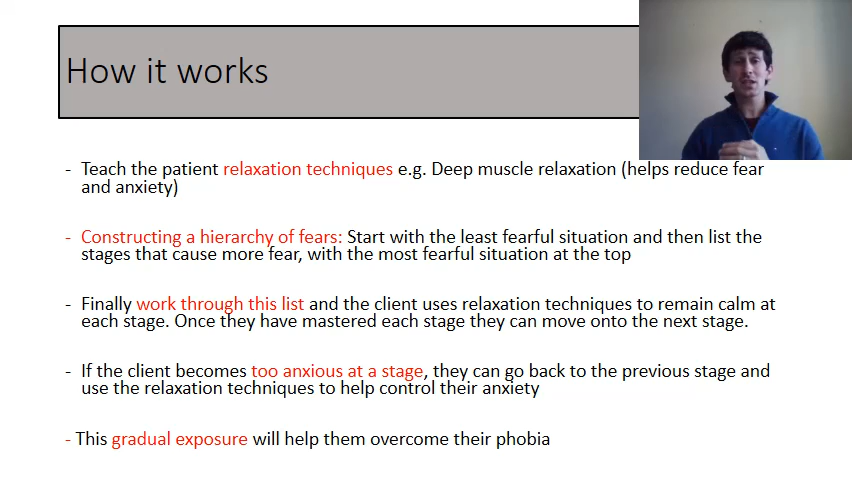 How it works
- Teach the patient relaxation techniques e.g. Deep muscle relaxation (helps reduce fear
and anxiety)
- Constructing a hierarchy of fears: Start with the least fearful situation and then list the
stages that cause more fear, with the most fearful situation at the top
- Finally work through this list and the client uses relaxation techniques to remain calm at
each stage. Once they have mastered each stage they can move onto the next stage.
- If the client becomes too anxious at a stage, they can go back to the previous stage and
use the relaxation techniques to help control their anxiety
- This gradual exposure will help them overcome their phobia